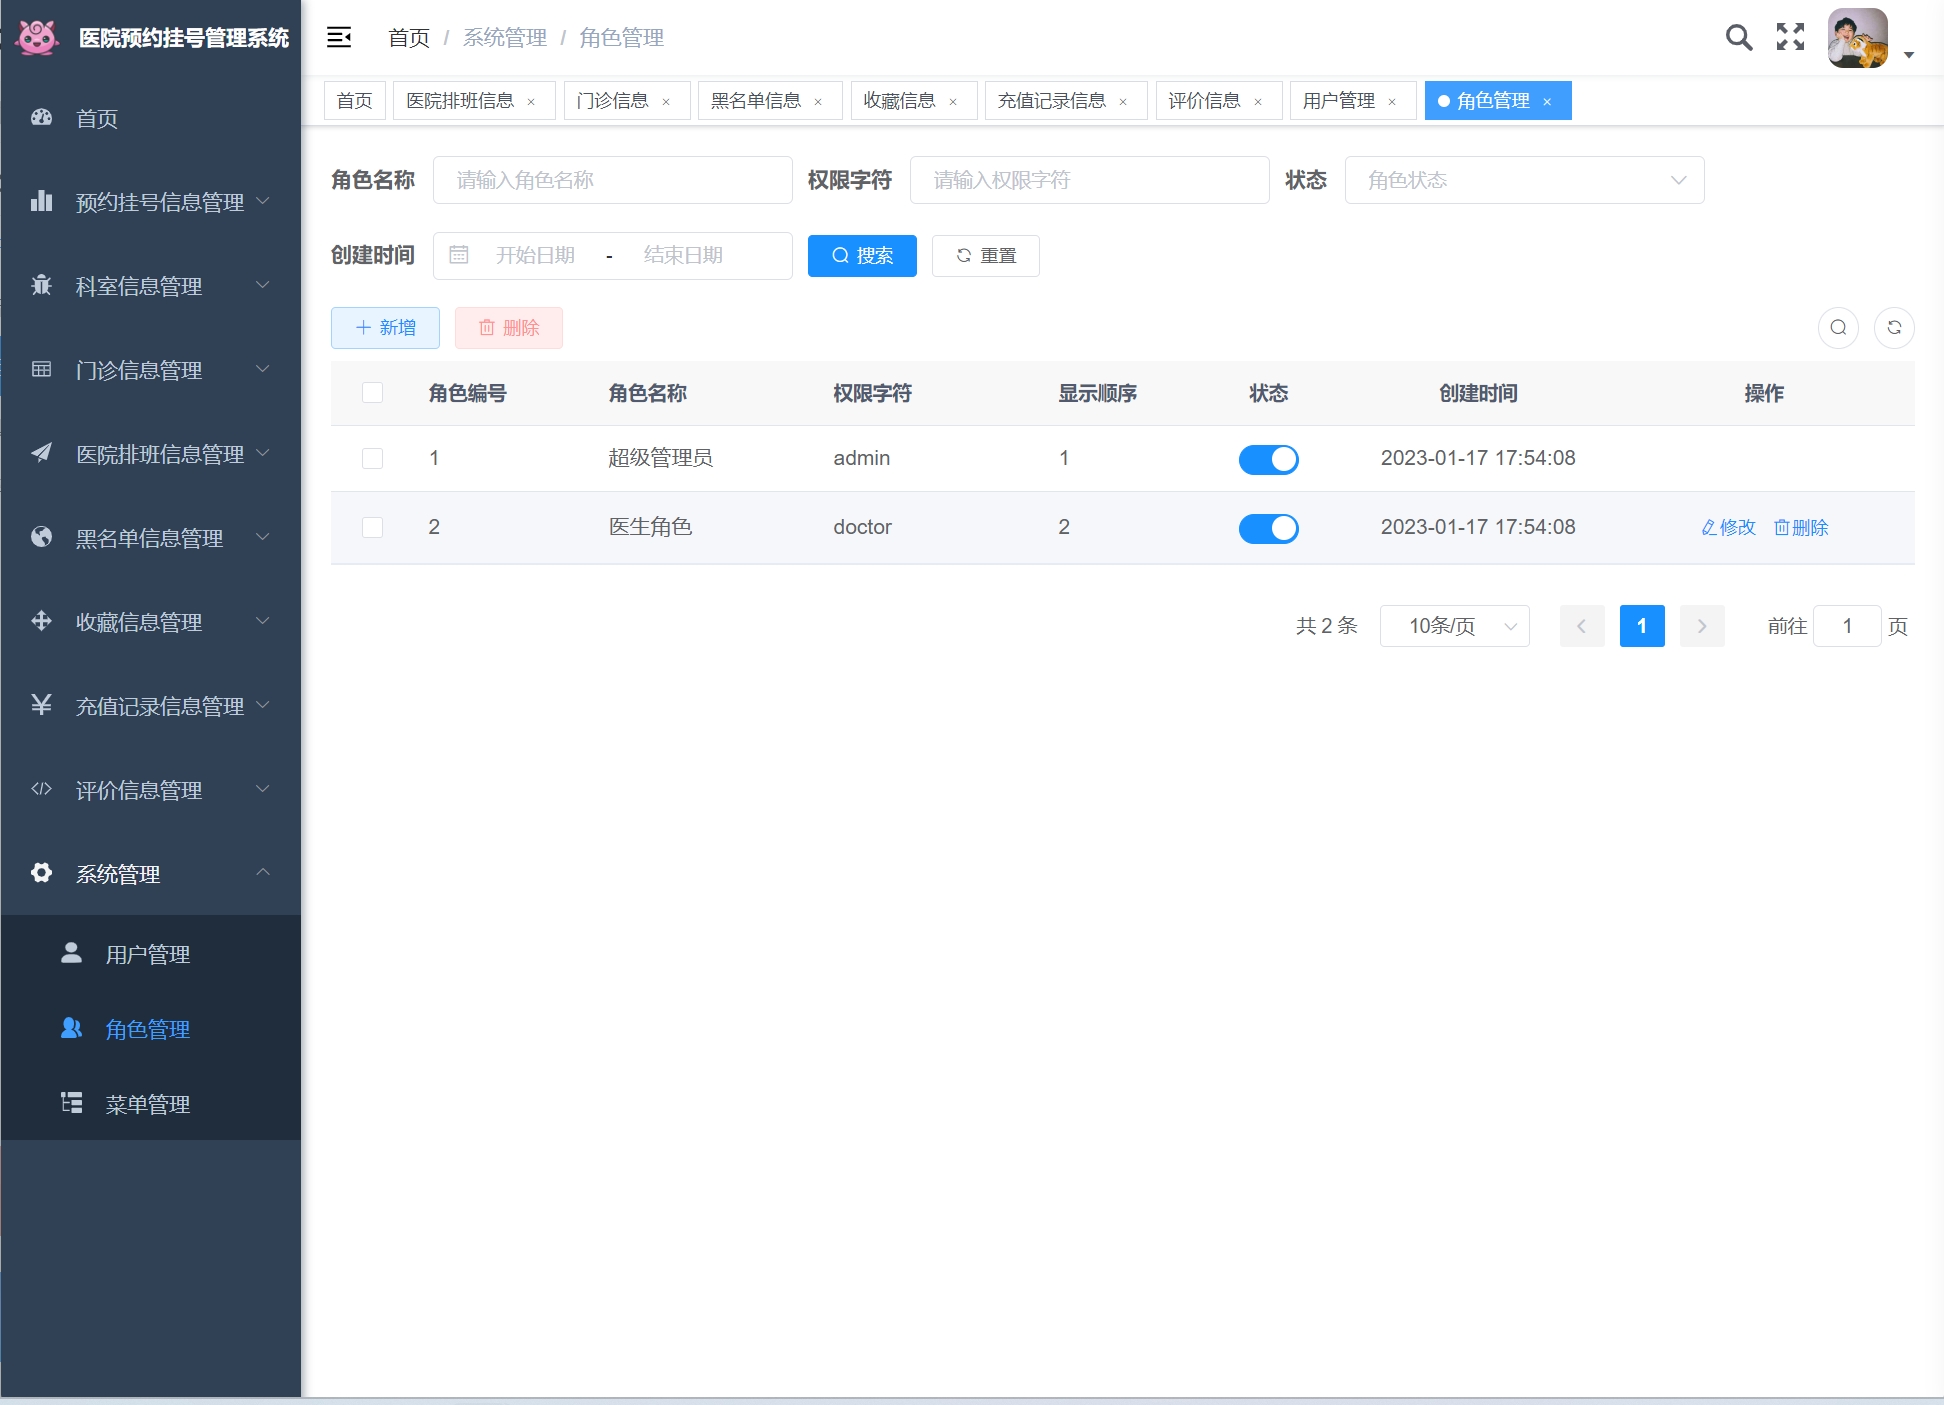 医院预约挂号管理系统
首页
预约挂号信息管理
科室信息管理
门诊信息管理
医院排班信息管理
黑名单信息管理
收藏信息管理
充值记录信息管理
评价信息管理
系统管理
用户管理
角色管理
菜单管理
首页 / 系统管理 / 角色管理
首页 医院排班信息 × 门诊信息 × 黑名单信息 × 收藏信息 × 充值记录信息 × 评价信息 × 用户管理 × 角色管理 ×
角色名称 请输入角色名称 权限字符 请输入权限字符 状态 角色状态
创建时间 开始日期 - 结束日期 搜索 重置
新增 删除
角色编号 角色名称 权限字符 显示顺序 状态 创建时间 操作
1 超级管理员 admin 1 2023-01-17 17:54:08
2 医生角色 doctor 2 2023-01-17 17:54:08 修改 删除
共 2 条 10条/页 1 前往 1 页